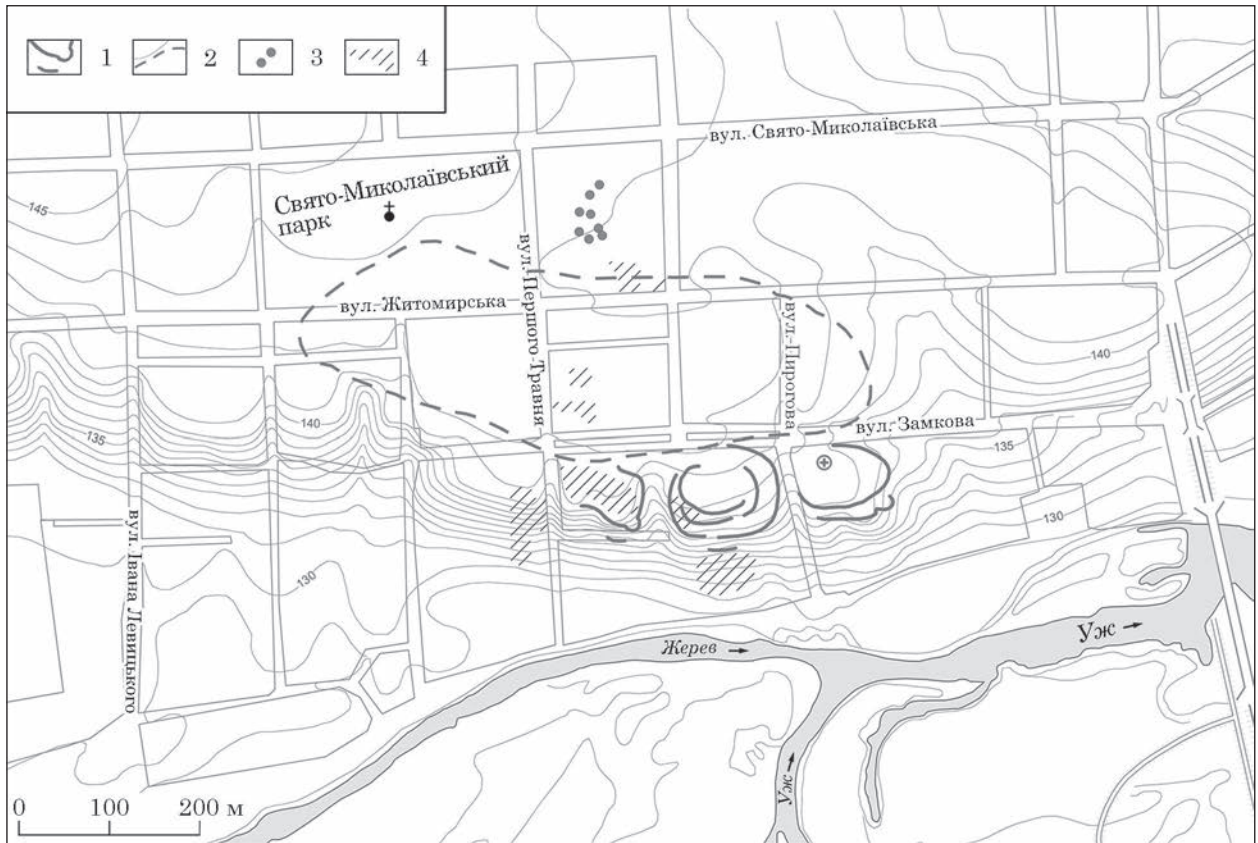 1 2 3 4
вул. Свято-Миколаївська
Свято-Миколаївський
парк
145
вул. Першого-Травня
вул. Житомирська
вул. Пирогова
140
вул. Замкова
140
135
135
130
130
вул. Івана Левицького
Жерев
Уж
Уж
0 100 200 м